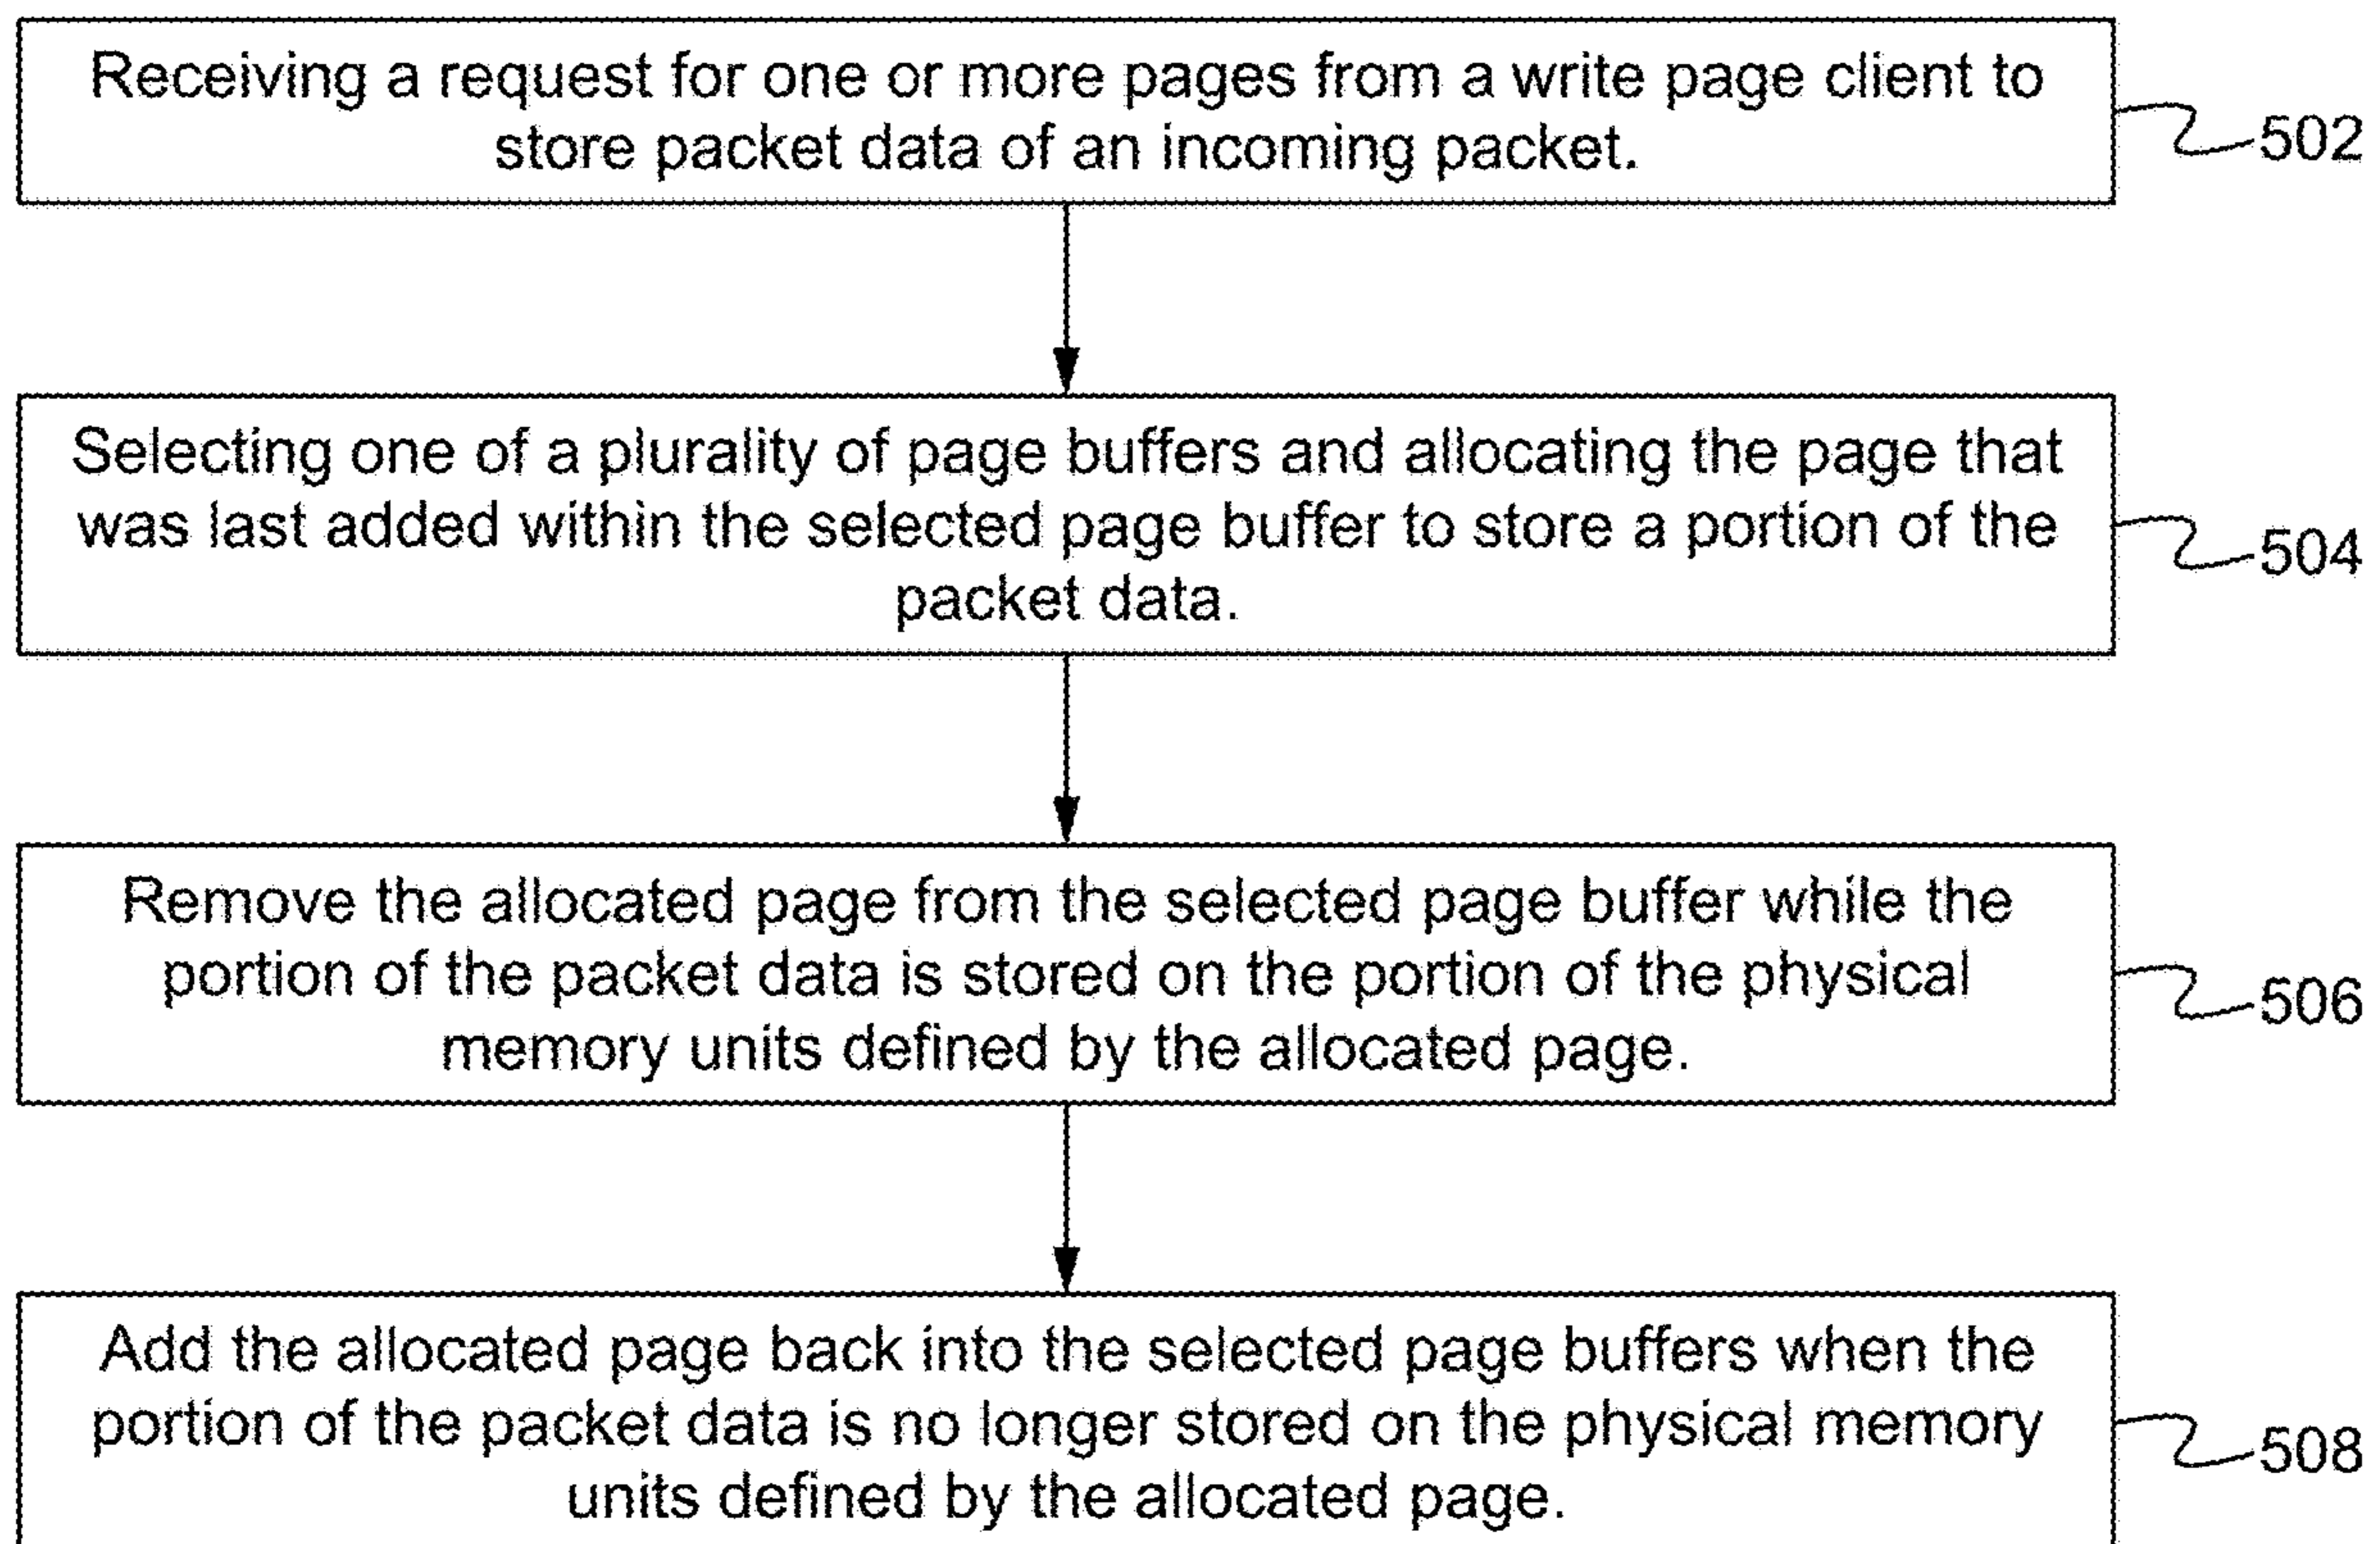 Receiving a request for one or more pages from a write page client to
store packet data of an incoming packet.
502
Selecting one of a plurality of page buffers and allocating the page that
was last added within the selected page buffer to store a portion of the
packet data.
504
Remove the allocated page from the selected page buffer while the
portion of the packet data is stored on the portion of the physical
memory units defined by the allocated page.
506
Add the allocated page back into the selected page buffers when the
portion of the packet data is no longer stored on the physical memory
units defined by the allocated page.
508